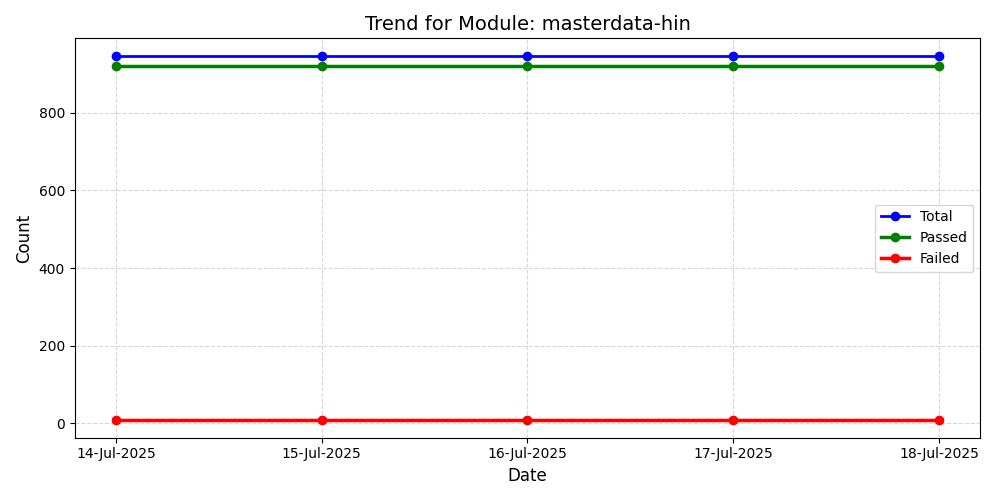 Trend for Module: masterdata-hin
Count
800
600
400
200
0
Total
Passed
Failed
14-Jul-2025
15-Jul-2025
16-Jul-2025
17-Jul-2025
18-Jul-2025
Date